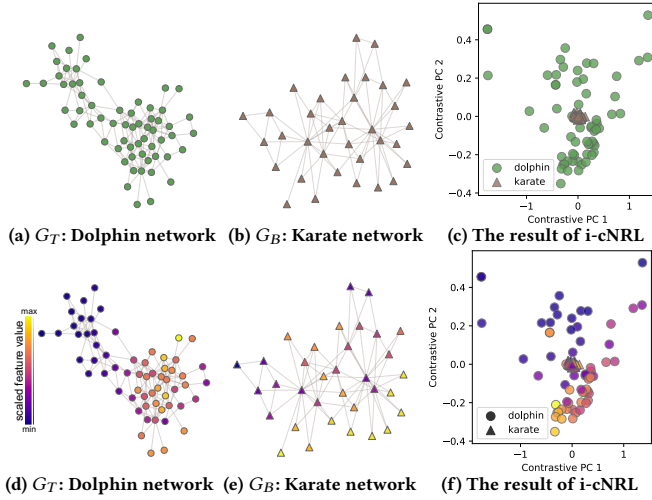 0.4
0.2
0.0
−0.2
−0.4
Contrastive PC 2
dolphin
karate
−1
0
1
Contrastive PC 1
(a) G_T: Dolphin network
(b) G_B: Karate network
(c) The result of i-cNRL
max
scaled feature value
min
0.4
0.2
0.0
−0.2
−0.4
Contrastive PC 2
dolphin
karate
−1
0
1
Contrastive PC 1
(d) G_T: Dolphin network
(e) G_B: Karate network
(f) The result of i-cNRL